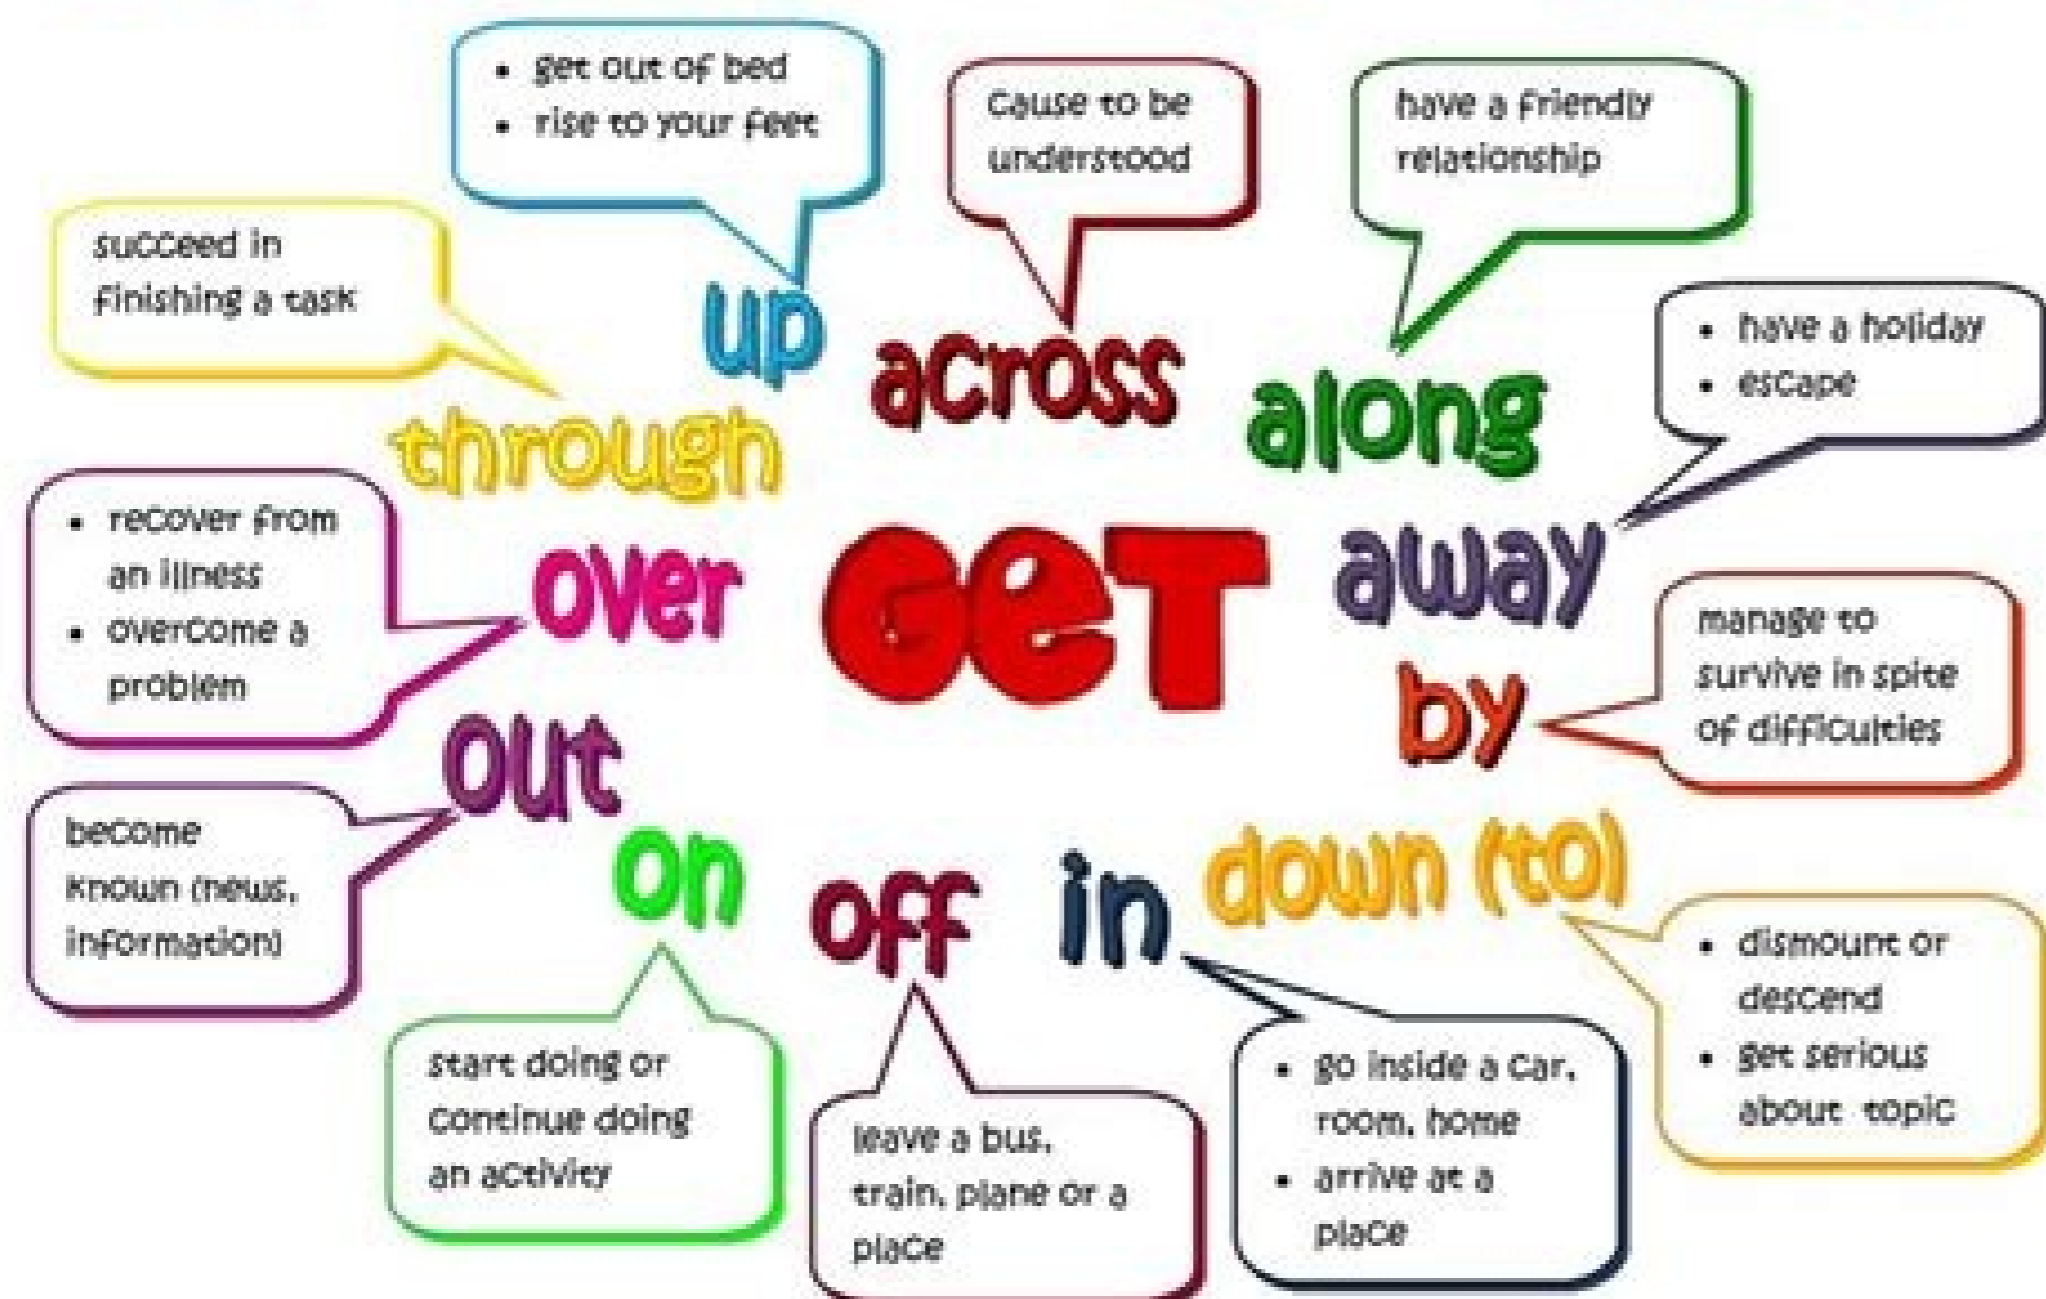 • get out of bed
• rise to your feet
up
cause to be
understood
across
have a friendly
relationship
along
• have a holiday
• escape
away
succeed in
finishing a task
through
• recover from
an illness
• overcome a
problem
over
GET
manage to
survive in spite
of difficulties
by
become
known (news,
information)
out
start doing or
continue doing
an activity
on
leave a bus,
train, plane or a
place
off
• go inside a car,
room, home
• arrive at a
place
in
• dismount or
descend
• get serious
about topic
down (to)